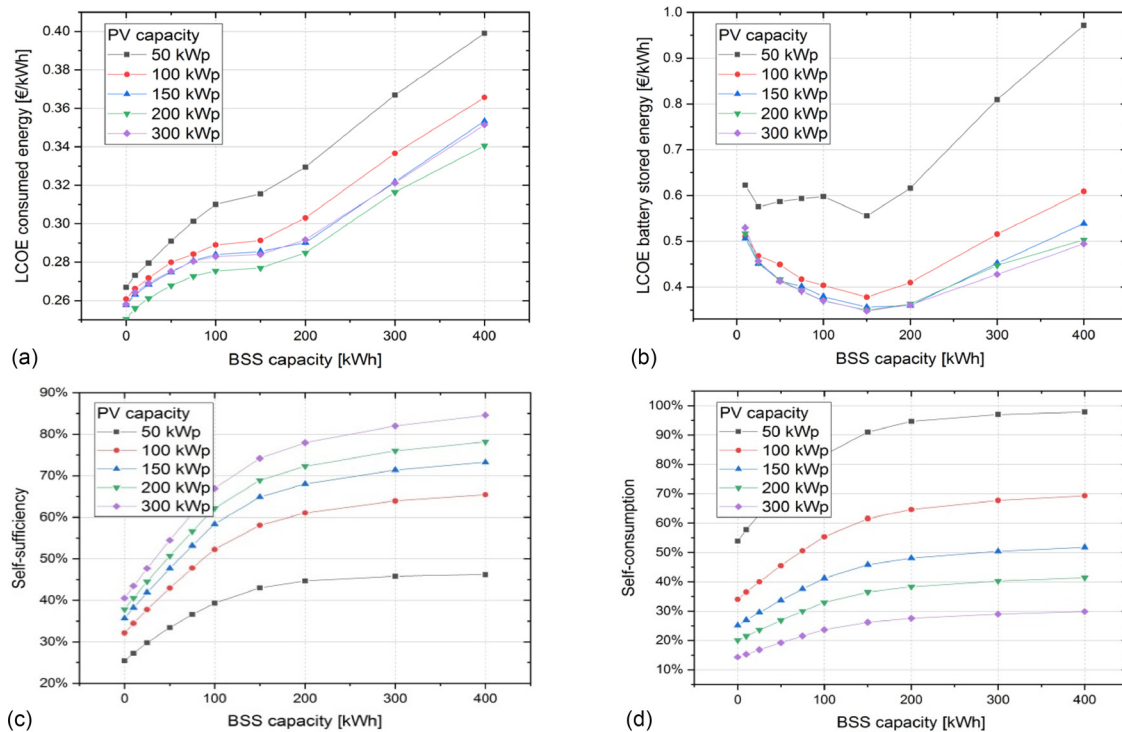 LCOE consumed energy [€/kWh]
0.40
0.38
0.36
0.34
0.32
0.30
0.28
0.26
PV capacity
50 kWp
100 kWp
150 kWp
200 kWp
300 kWp
0 100 200 300 400
BSS capacity [kWh]
(a)
LCOE battery stored energy [€/kWh]
1.0
0.9
0.8
0.7
0.6
0.5
0.4
PV capacity
50 kWp
100 kWp
150 kWp
200 kWp
300 kWp
0 100 200 300 400
BSS capacity [kWh]
(b)
Self-sufficiency
90%
80%
70%
60%
50%
40%
30%
20%
PV capacity
50 kWp
100 kWp
150 kWp
200 kWp
300 kWp
0 100 200 300 400
BSS capacity [kWh]
(c)
Self-consumption
100%
90%
80%
70%
60%
50%
40%
30%
20%
10%
PV capacity
50 kWp
100 kWp
150 kWp
200 kWp
300 kWp
0 100 200 300 400
BSS capacity [kWh]
(d)